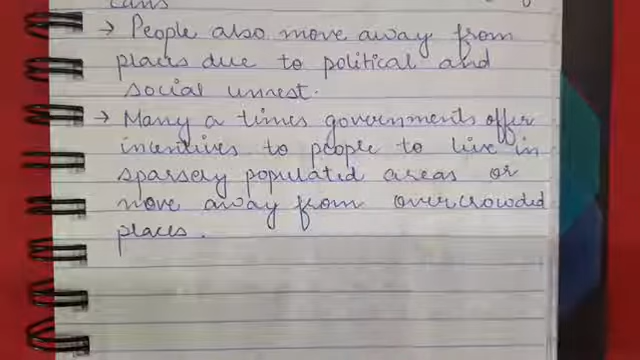 → People also move away from
places due to political and
social unrest.
→ Many a times governments offer
incentives to people to live in
sparsely populated areas or
move away from overcrowded
places.